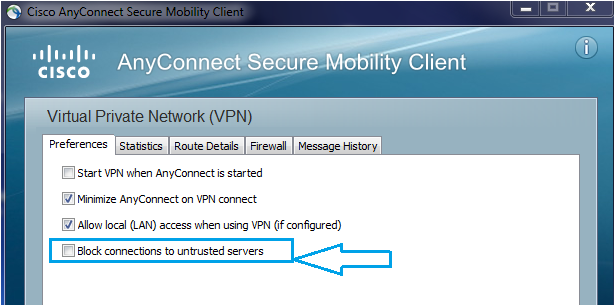 Cisco AnyConnect Secure Mobility Client
CISCO
AnyConnect Secure Mobility Client
Virtual Private Network (VPN)
Preferences
Statistics
Route Details
Firewall
Message History
Start VPN when AnyConnect is started
Minimize AnyConnect on VPN connect
Allow local (LAN) access when using VPN (if configured)
Block connections to untrusted servers